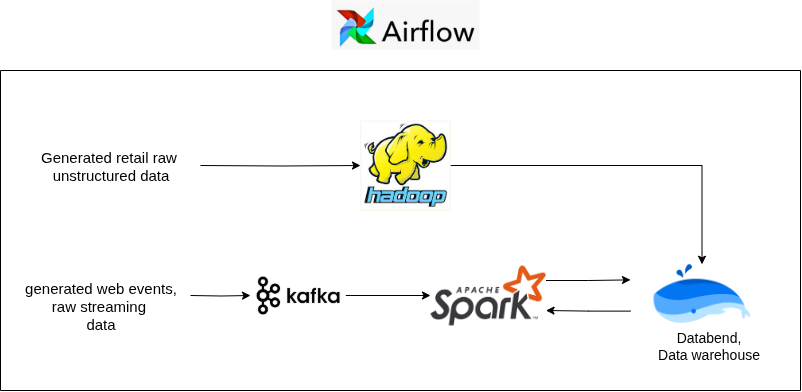 Airflow
Generated retail raw
unstructured data
hadoop
generated web events,
raw streaming
data
kafka
APACHE
Spark
TM
Databend,
Data warehouse